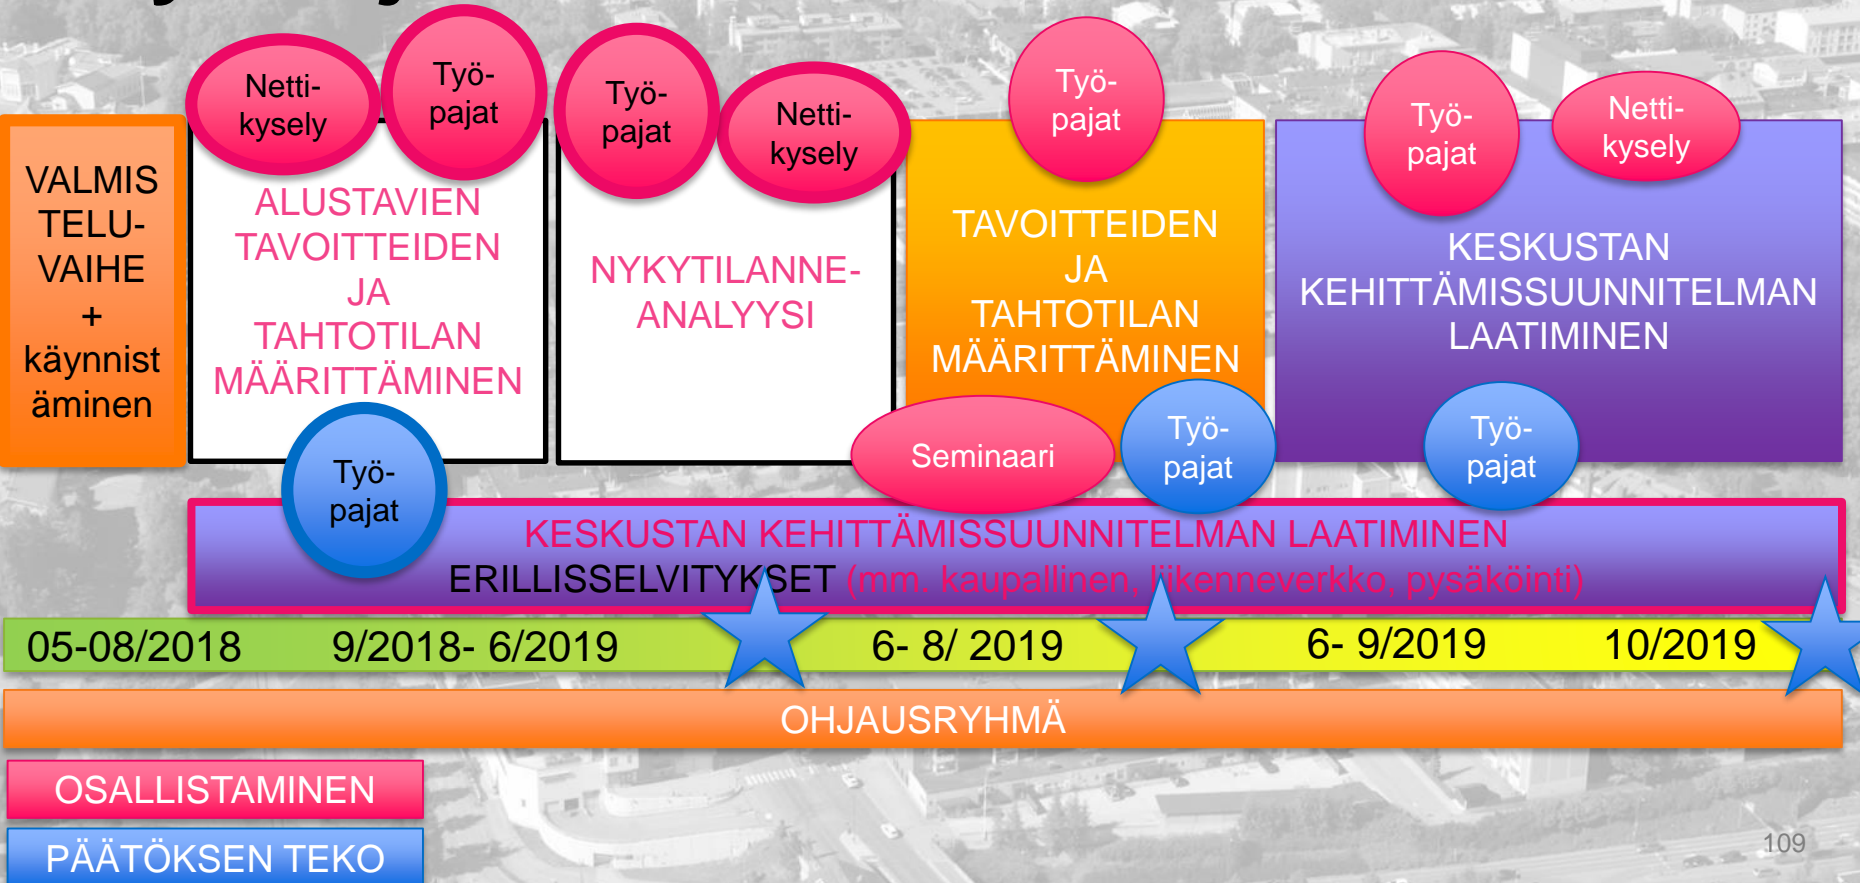 Netti-
kysely
Työ-
pajat
Työ-
pajat
Netti-
kysely
Työ-
pajat
Työ-
pajat
Netti-
kysely
VALMIS
TELU-
VAIHE
+
käynnist
äminen
ALUSTAVIEN
TAVOITTEIDEN
JA
TAHTOTILAN
MÄÄRITTÄMINEN
NYKYTILANNE-
ANALYYSI
TAVOITTEIDEN
JA
TAHTOTILAN
MÄÄRITTÄMINEN
KESKUSTAN
KEHITTÄMISSUUNNITELMAN
LAATIMINEN
Työ-
pajat
Seminaari
Työ-
pajat
Työ-
pajat
KESKUSTAN KEHITTÄMISSUUNNITELMAN LAATIMINEN
ERILLISSELVITYKSET (mm. kaupallinen, liikenneverkko, pysäköinti)
05-08/2018 9/2018- 6/2019 6- 8/ 2019 6- 9/2019 10/2019
OHJAUSRYHMÄ
OSALLISTAMINEN
PÄÄTÖKSEN TEKO
109